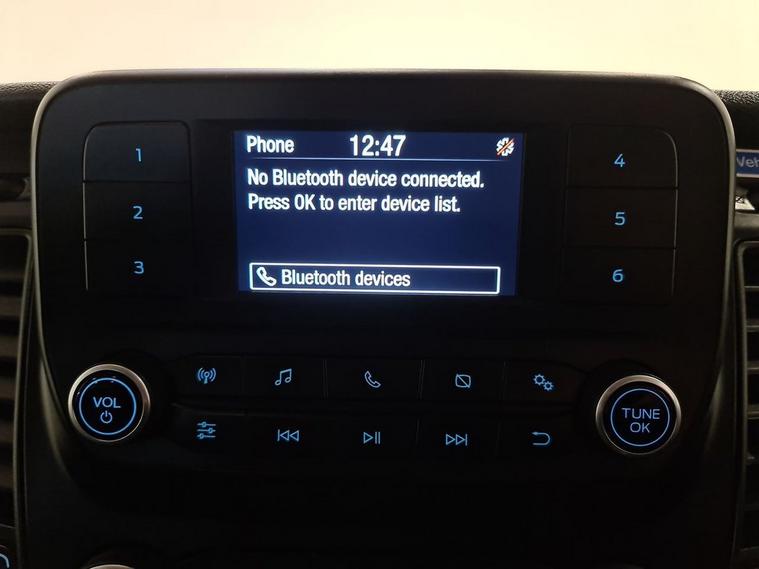 Phone 12:47
No Bluetooth device connected.
Press OK to enter device list.
Bluetooth devices
1
2
3
4
5
6
VOL
TUNE
OK
Veh